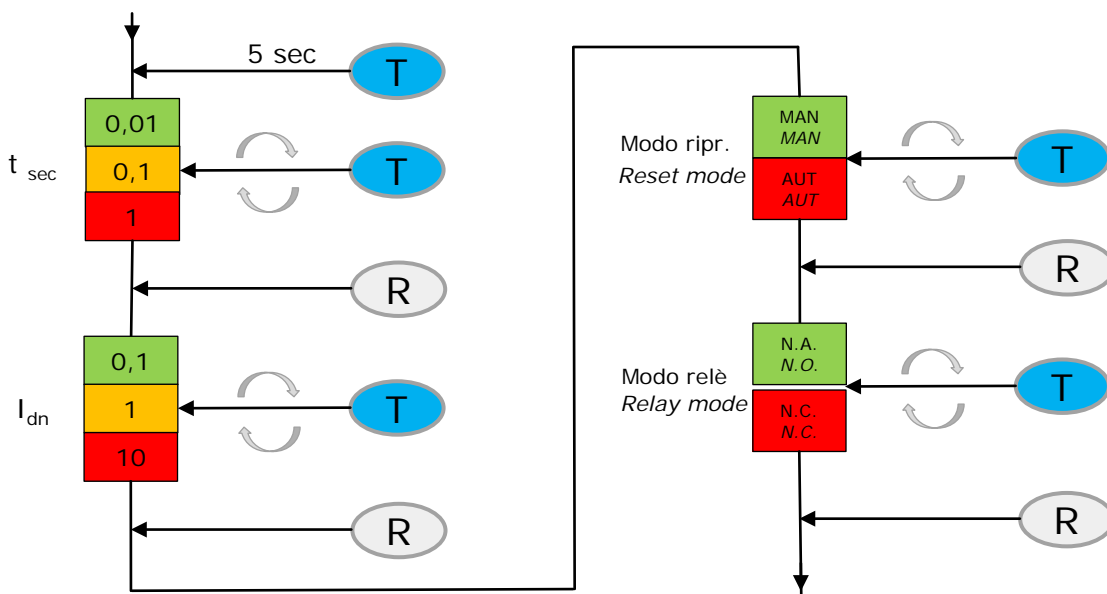 5 sec
T
t sec
0,01
0,1
1
T
R
I dn
0,1
1
10
T
R
Modo ripr.
Reset mode
MAN
MAN
AUT
AUT
T
R
Modo relè
Relay mode
N.A.
N.O.
N.C.
N.C.
T
R